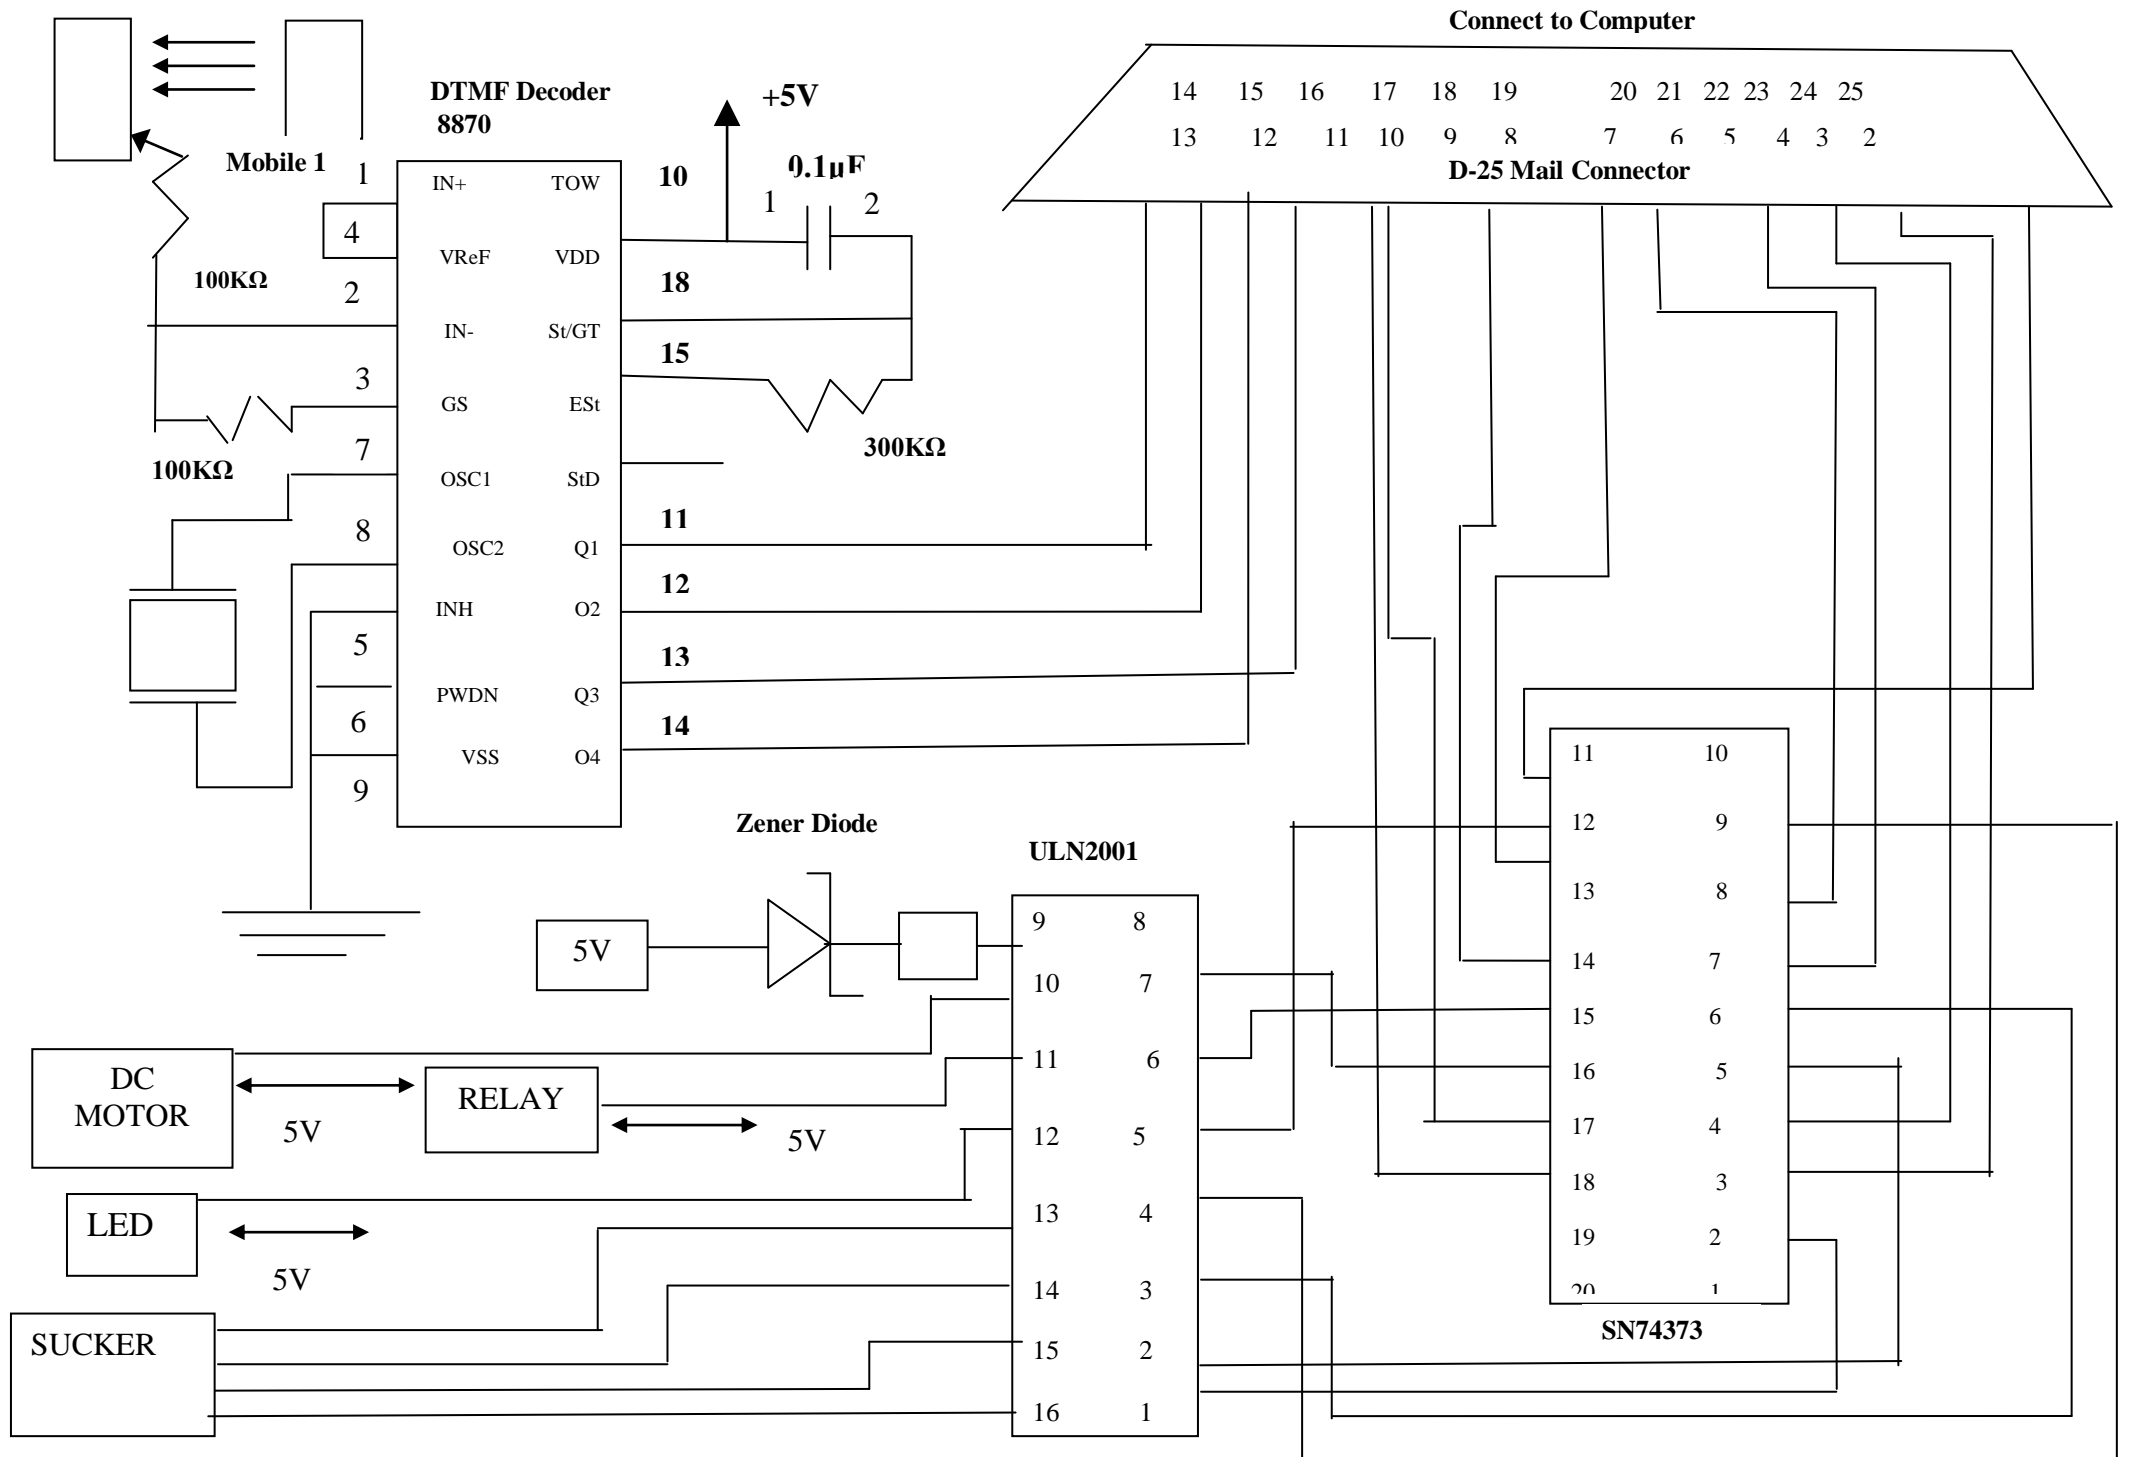 Connect to Computer
14 15 16 17 18 19 20 21 22 23 24 25
13 12 11 10 9 8 7 6 5 4 3 2
D-25 Mail Connector
DTMF Decoder
8870
+5V
0.1µF
1 2
Mobile 1
1
IN+ TOW
10
4
VReF VDD
100KΩ
2
18
IN- St/GT
15
3
GS ESt
300KΩ
7
100KΩ
OSC1 StD
11
8
OSC2 Q1
12
INH O2
5
13
PWDN Q3
6
14
VSS O4
9
Zener Diode
ULN2001
5V
9 8
10 7
11 6
12 5
13 4
14 3
15 2
16 1
DC
MOTOR
5V
RELAY
5V
LED
5V
SUCKER
11 10
12 9
13 8
14 7
15 6
16 5
17 4
18 3
19 2
20 1
SN74373